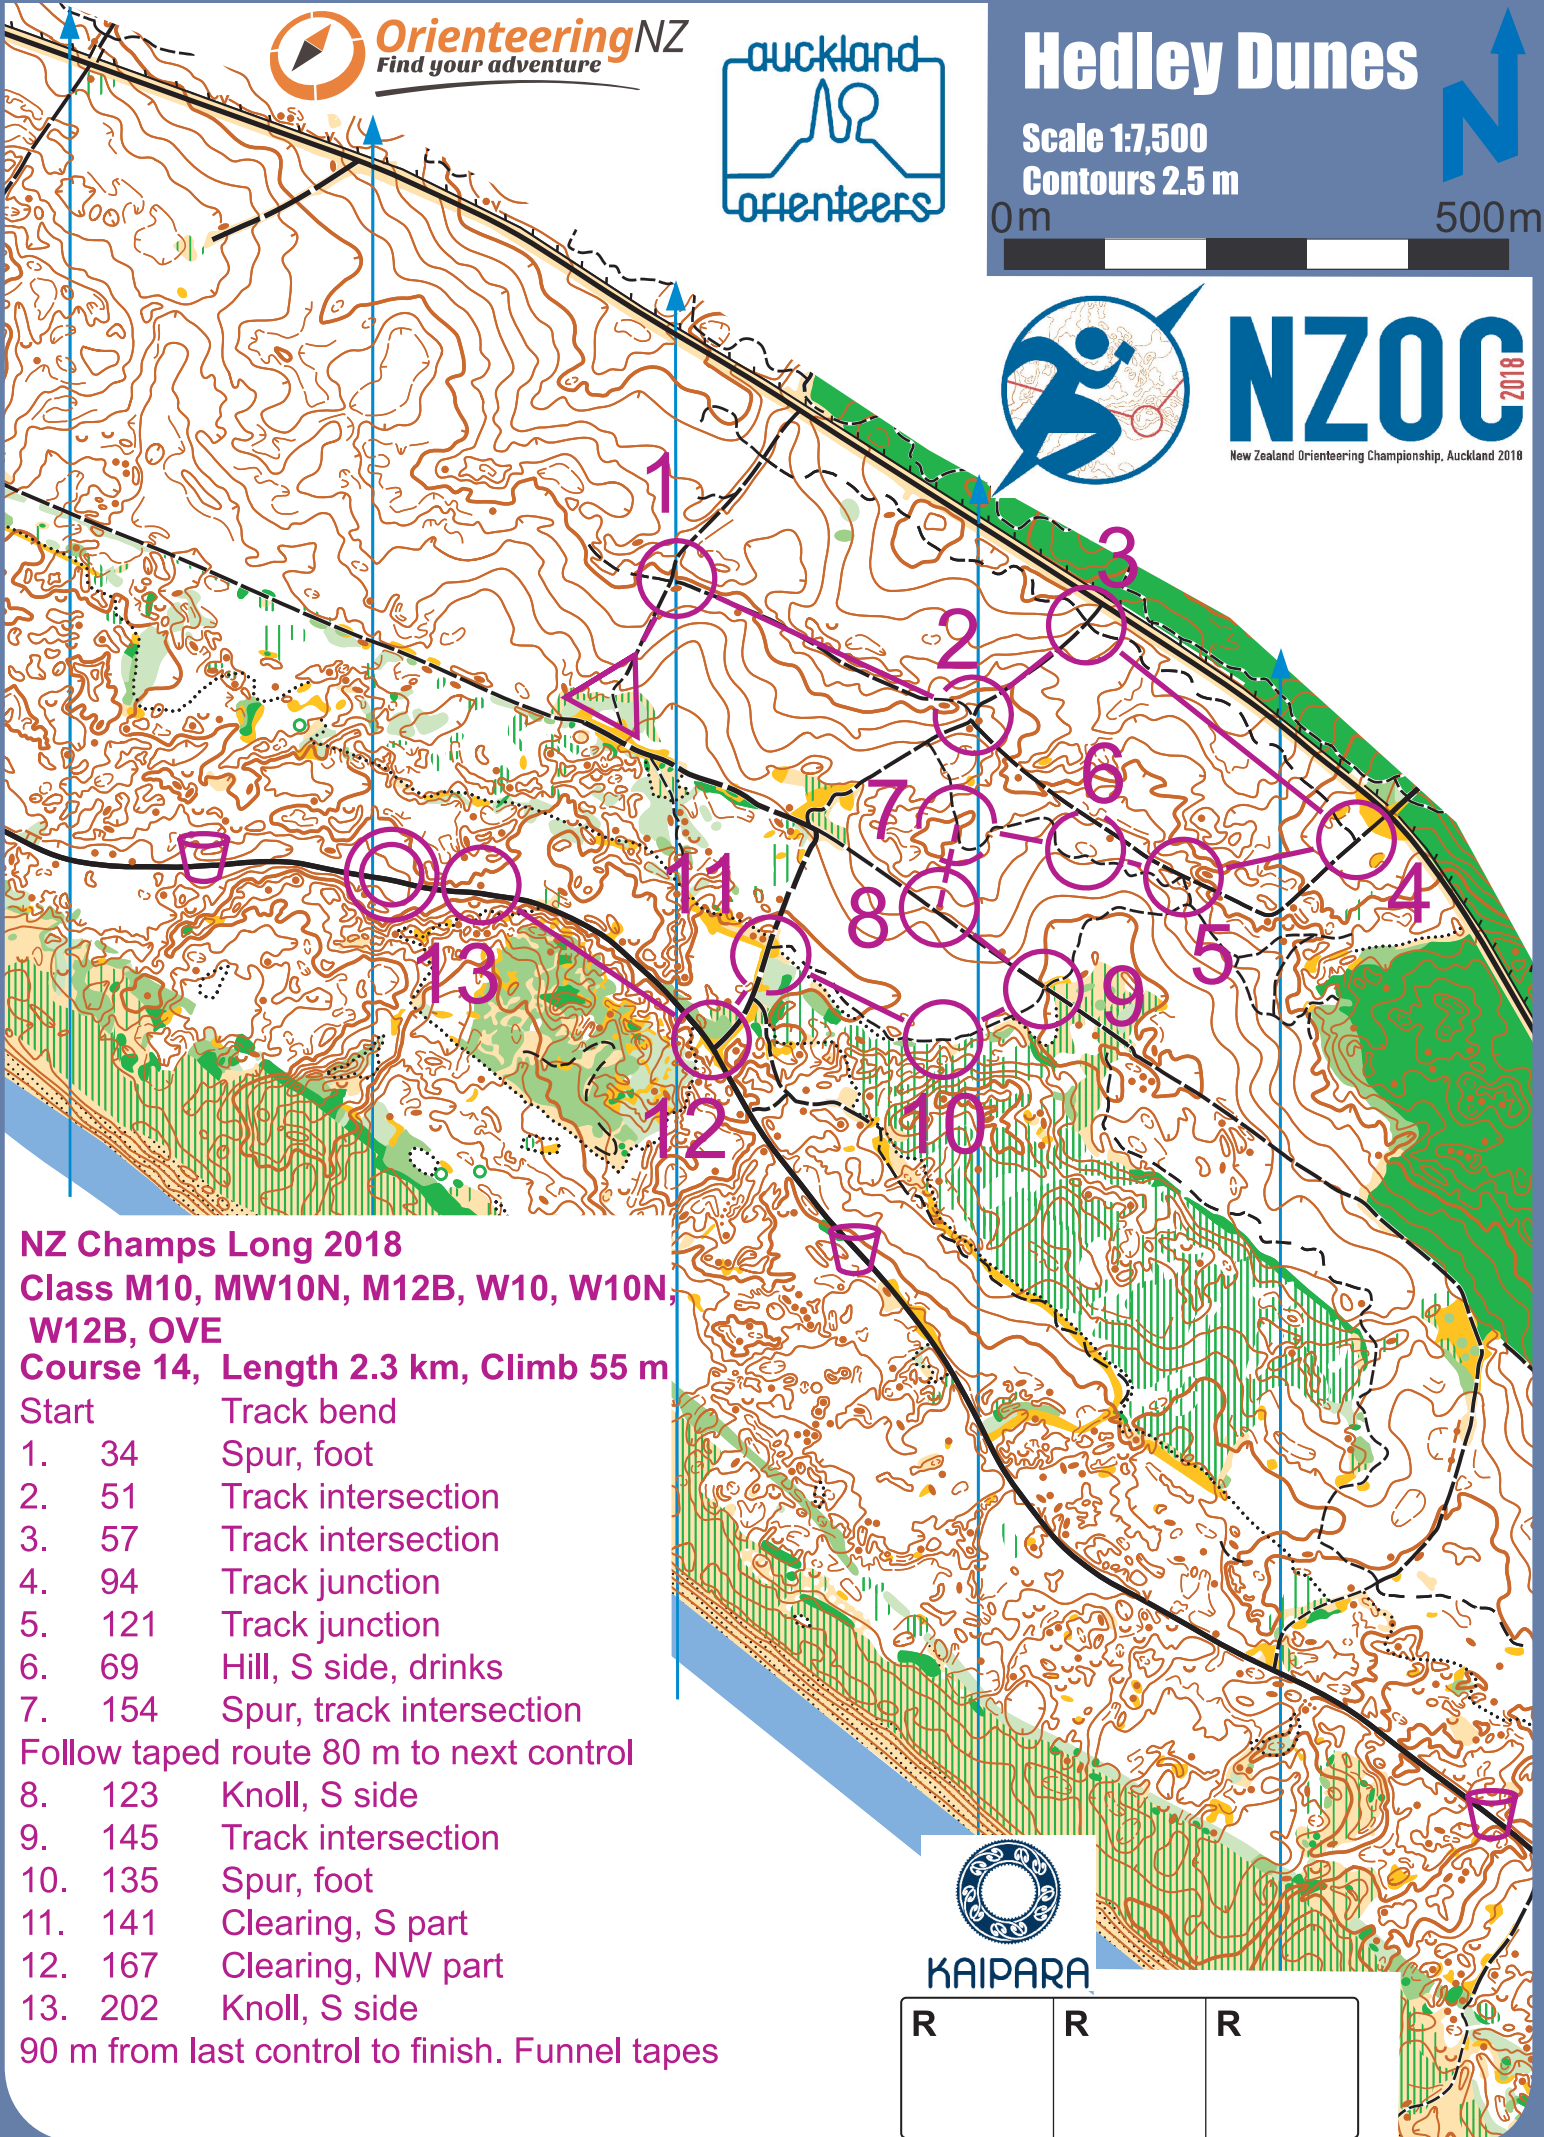 OrienteeringNZ
Find your adventure
auckland
orienteers
Hedley Dunes
Scale 1:7,500
Contours 2.5 m
N
0m 500m
NZOC 2018
New Zealand Orienteering Championship, Auckland 2018
1
2
3
4
5
6
7
8
9
10
11
12
13
NZ Champs Long 2018
Class M10, MW10N, M12B, W10, W10N,
W12B, OVE
Course 14, Length 2.3 km, Climb 55 m
Start Track bend
1. 34 Spur, foot
2. 51 Track intersection
3. 57 Track intersection
4. 94 Track junction
5. 121 Track junction
6. 69 Hill, S side, drinks
7. 154 Spur, track intersection
Follow taped route 80 m to next control
8. 123 Knoll, S side
9. 145 Track intersection
10. 135 Spur, foot
11. 141 Clearing, S part
12. 167 Clearing, NW part
13. 202 Knoll, S side
90 m from last control to finish. Funnel tapes
KAIPARA
R R R